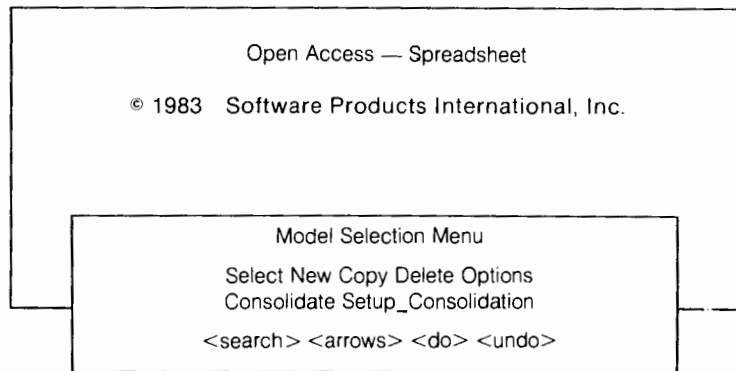 Open Access — Spreadsheet
© 1983 Software Products International, Inc.
Model Selection Menu
Select New Copy Delete Options
Consolidate Setup_Consolidation
<search> <arrows> <do> <undo>